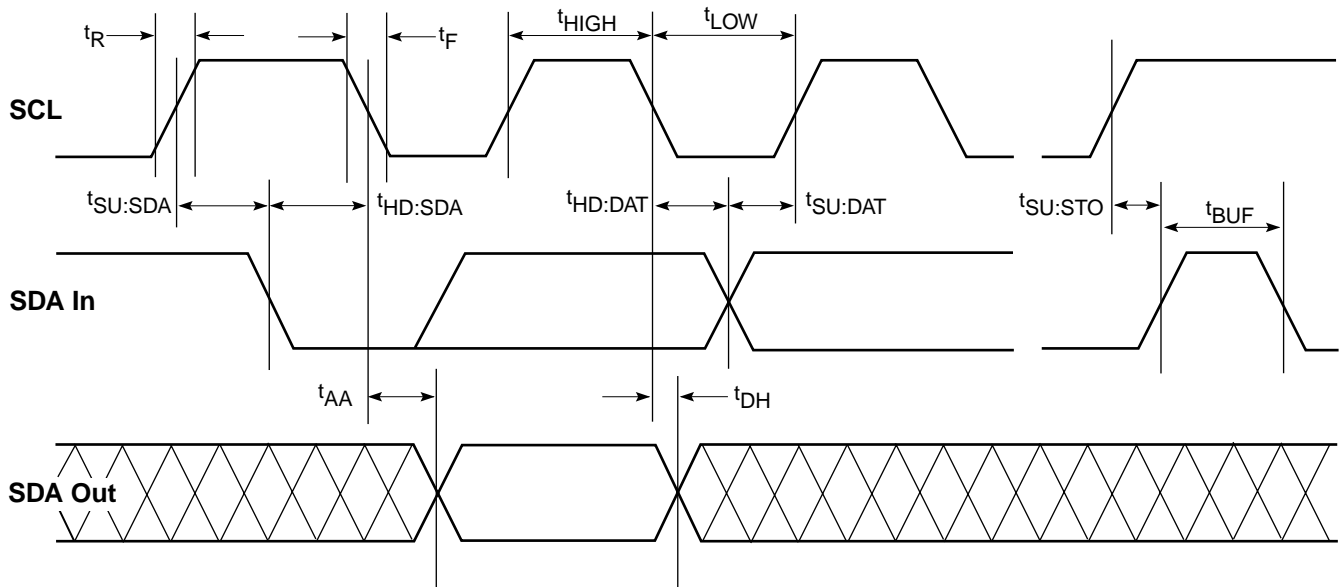 tR
tF
tHIGH
tLOW
SCL
tSU:SDA
tHD:SDA
tHD:DAT
tSU:DAT
tSU:STO
tBUF
SDA In
tAA
tDH
SDA Out